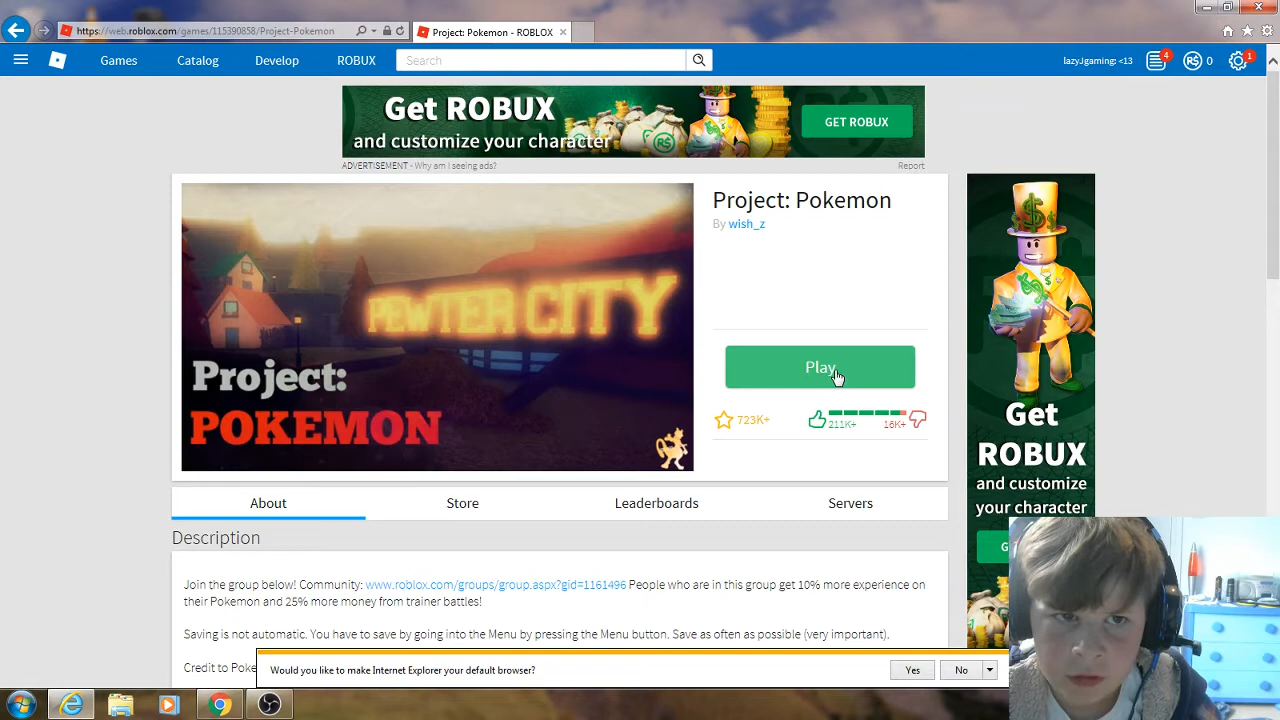 https://web.roblox.com/games/115390858/Project-Pokemon
Project: Pokemon - ROBLOX
Games
Catalog
Develop
ROBUX
Search
lazyJgaming: <13
4
R$ 0
1
Get ROBUX
and customize your character
GET ROBUX
ADVERTISEMENT - Why am I seeing ads?
Report
PEWTER CITY
Project:
POKEMON
Project: Pokemon
By wish_z
Play
723K+
211K+
16K+
Get
ROBUX
and customize
your character
G
About
Store
Leaderboards
Servers
Description
Join the group below! Community: www.roblox.com/groups/group.aspx?gid=1161496 People who are in this group get 10% more experience on
their Pokemon and 25% more money from trainer battles!
Saving is not automatic. You have to save by going into the Menu by pressing the Menu button. Save as often as possible (very important).
Credit to Poke
Would you like to make Internet Explorer your default browser?
Yes
No